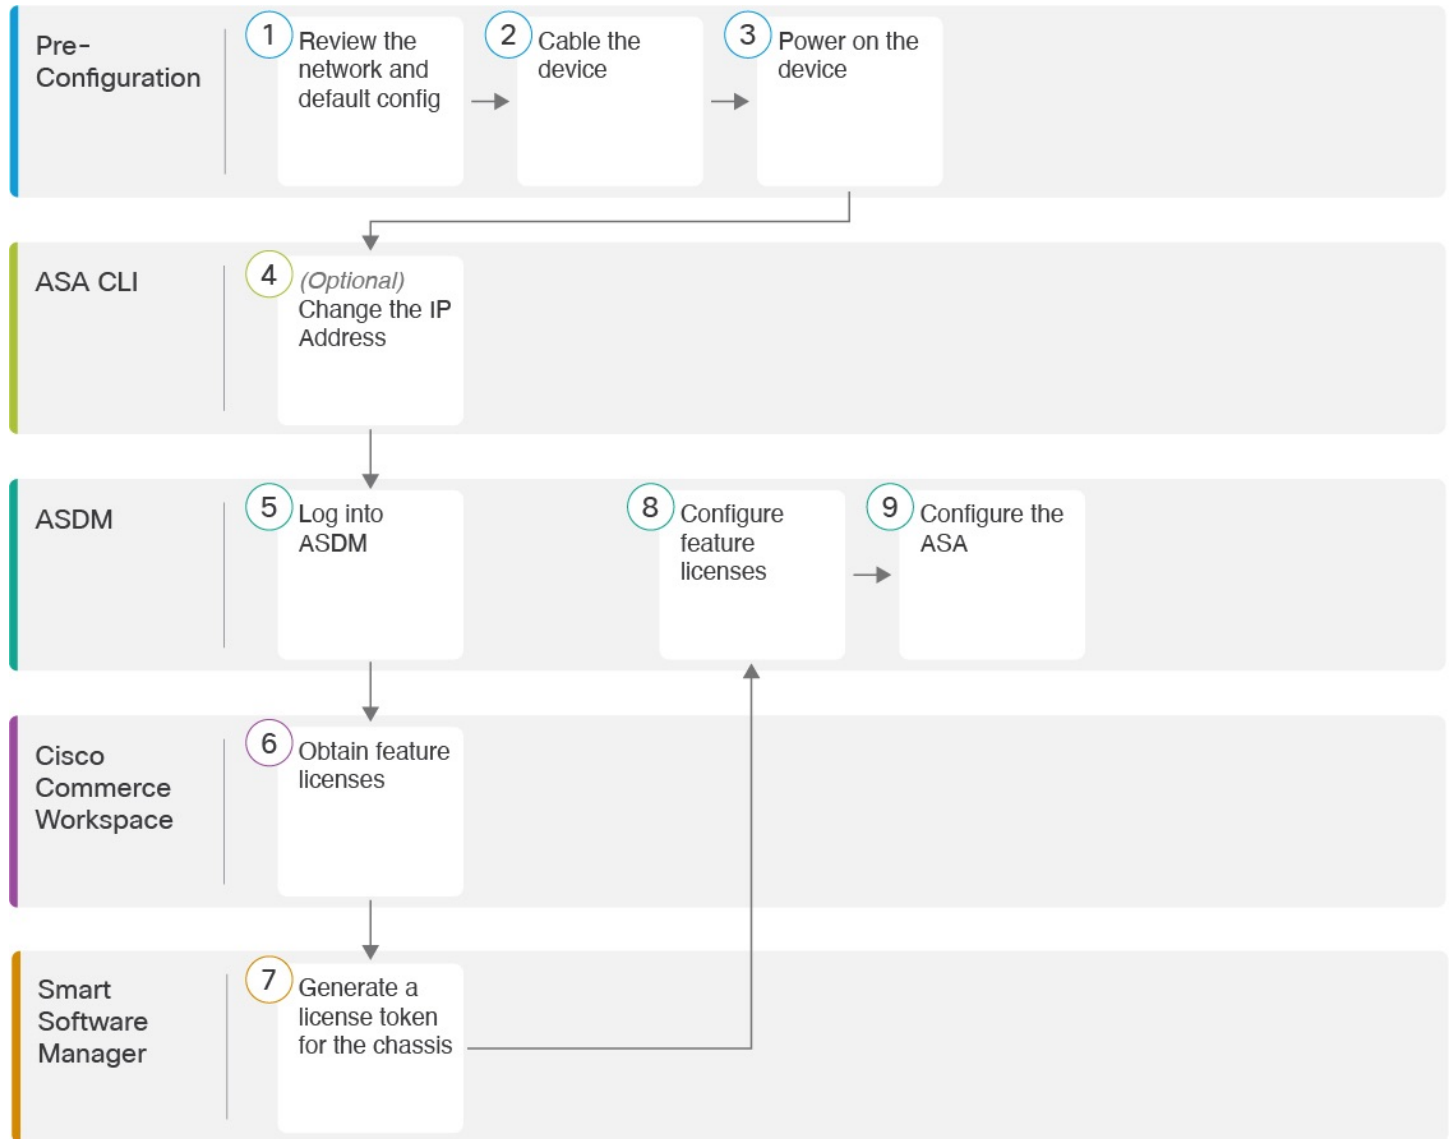 Pre-
Configuration
1
Review the
network and
default config
2
Cable the
device
3
Power on the
device
ASA CLI
4
(Optional)
Change the IP
Address
ASDM
5
Log into
ASDM
8
Configure
feature
licenses
9
Configure the
ASA
Cisco
Commerce
Workspace
6
Obtain feature
licenses
Smart
Software
Manager
7
Generate a
license token
for the chassis